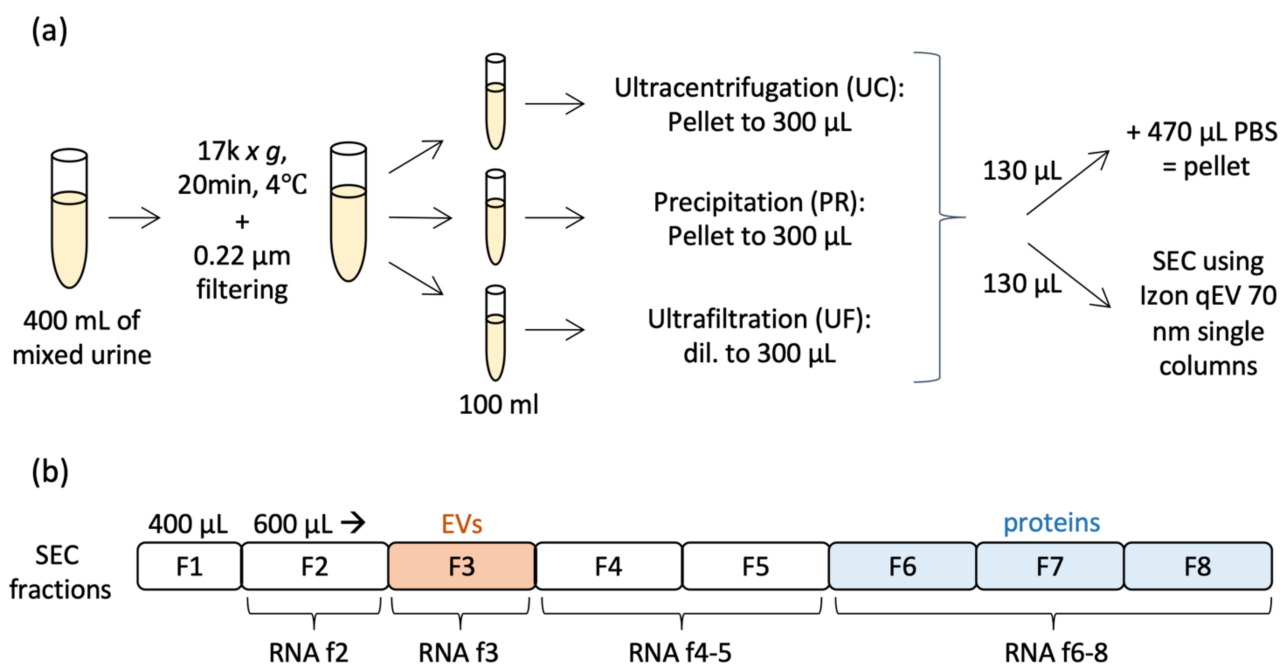 (a)
400 mL of
mixed urine
17k x g,
20min, 4℃
+
0.22 µm
filtering
100 ml
Ultracentrifugation (UC):
Pellet to 300 µL
Precipitation (PR):
Pellet to 300 µL
Ultrafiltration (UF):
dil. to 300 µL
130 µL
130 µL
+ 470 µL PBS
= pellet
SEC using
Izon qEV 70
nm single
columns
(b)
400 µL 600 µL → EVs proteins
SEC
fractions
F1 F2 F3 F4 F5 F6 F7 F8
RNA f2 RNA f3 RNA f4-5 RNA f6-8